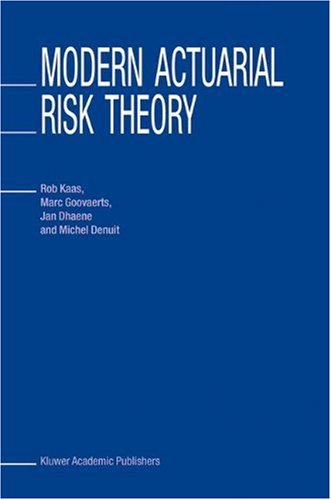 MODERN ACTUARIAL
RISK THEORY
Rob Kaas,
Marc Goovaerts,
Jan Dhaene
and Michel Denuit
Kluwer Academic Publishers